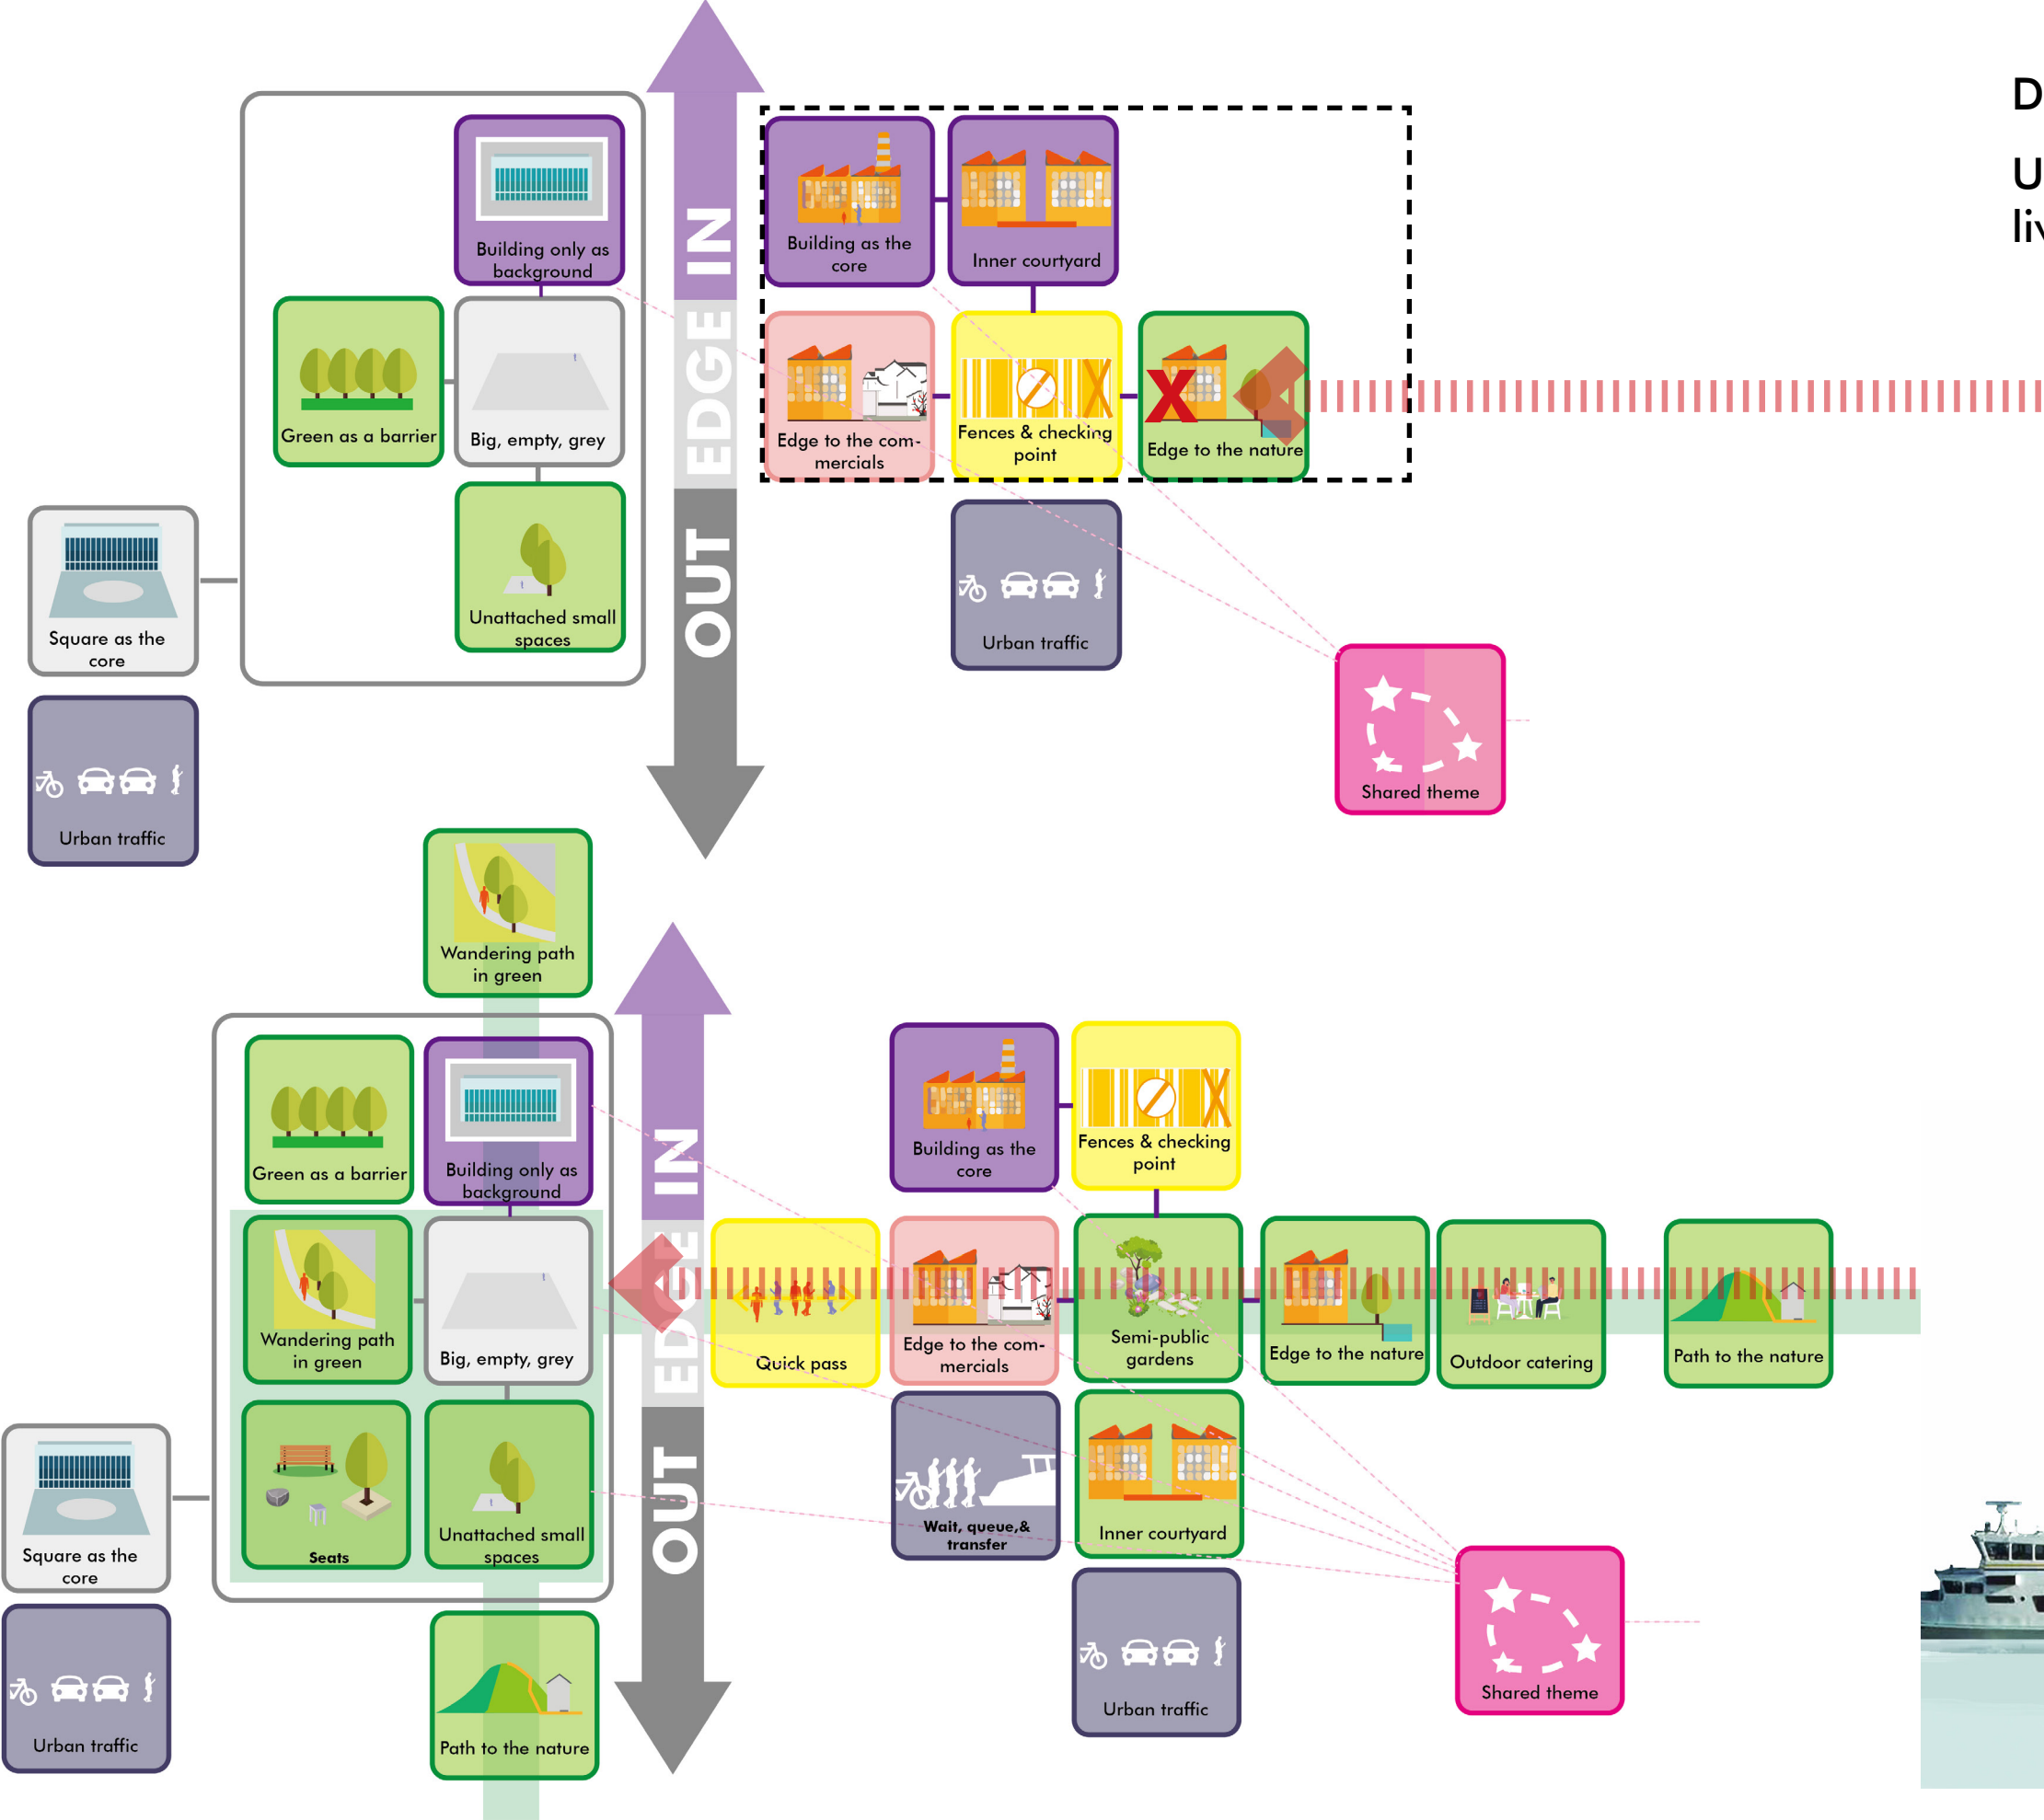 D
U
liv
IN
EDGE
OUT
Building only as
background
Building as the
core
Inner courtyard
Green as a barrier
Big, empty, grey
Edge to the com-
mercials
Fences & checking
point
X
Edge to the nature
Unattached small
spaces
Square as the
core
Urban traffic
Urban traffic
Shared theme
Wandering path
in green
IN
EDGE
OUT
Green as a barrier
Building only as
background
Building as the
core
Fences & checking
point
Wandering path
in green
Big, empty, grey
Quick pass
Edge to the com-
mercials
Semi-public
gardens
Edge to the nature
Outdoor catering
Path to the nature
Square as the
core
Seats
Unattached small
spaces
Wait, queue,&
transfer
Inner courtyard
Urban traffic
Path to the nature
Urban traffic
Shared theme